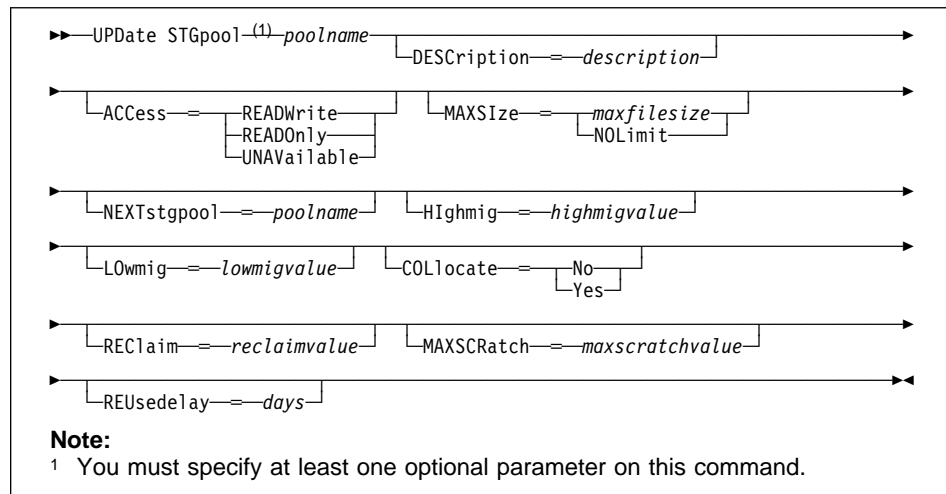 UPDate STGpool (1) poolname
DESCription = description
ACCess = READWrite
READOnly
UNAVailable
MAXSIze = maxfilesize
NOLimit
NEXTstgpool = poolname HIghmig = highmigvalue
LOwmig = lowmigvalue COLlocate = No
Yes
REClaim = reclaimvalue MAXSCRatch = maxscratchvalue
REUsedelay = days
Note:
1 You must specify at least one optional parameter on this command.